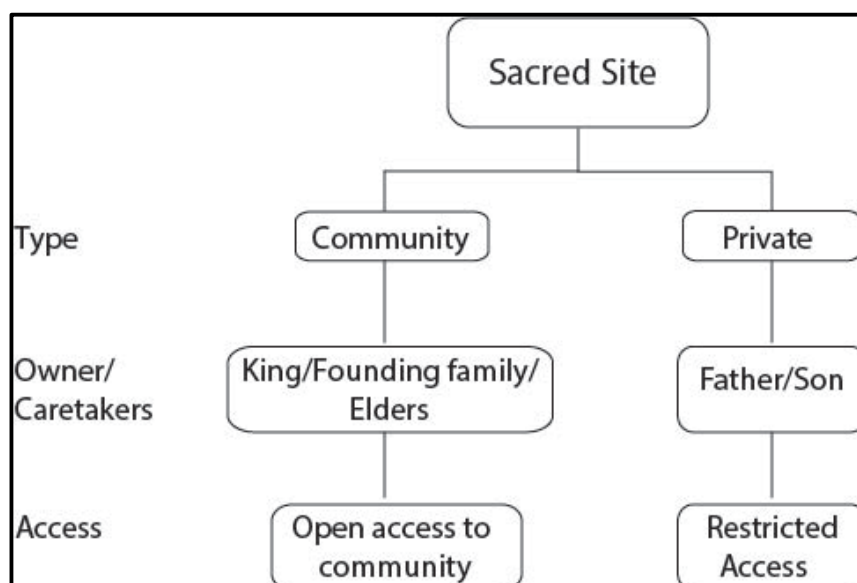 Sacred Site
Type
Community
Private
Owner/
Caretakers
King/Founding family/
Elders
Father/Son
Access
Open access to
community
Restricted
Access